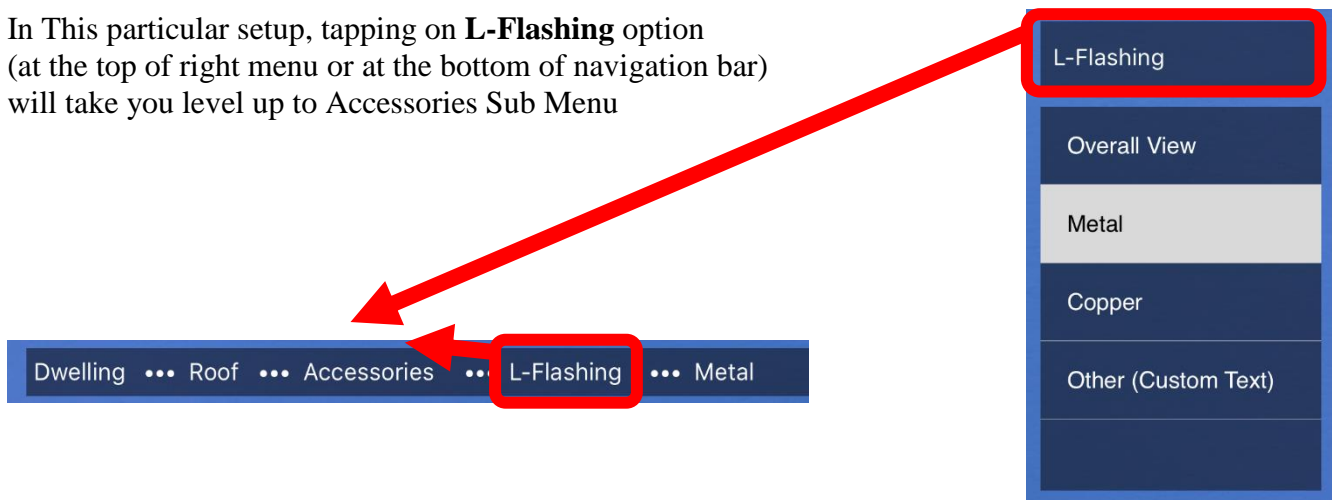 In This particular setup, tapping on L-Flashing option
(at the top of right menu or at the bottom of navigation bar)
will take you level up to Accessories Sub Menu
L-Flashing
Overall View
Metal
Copper
Other (Custom Text)
Dwelling ••• Roof ••• Accessories ••• L-Flashing ••• Metal